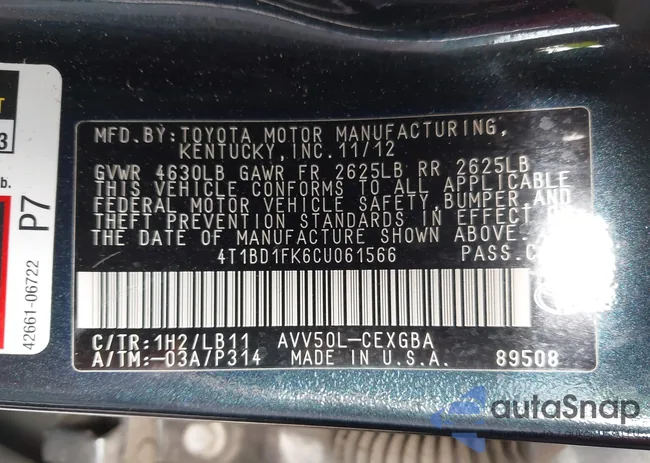 MFD.BY:TOYOTA MOTOR MANUFACTURING,
KENTUCKY, INC. 11/12
GVWR 4630LB GAWR FR 2625LB RR 2625LB
THIS VEHICLE CONFORMS TO ALL APPLICABLE
FEDERAL MOTOR VEHICLE SAFETY, BUMPER, AND
THEFT PREVENTION STANDARDS IN EFFECT
THE DATE OF MANUFACTURE SHOWN ABOVE.
4T1BD1FK6CU061566 PASS.C
C/TR:1H2/LB11 AVV50L-CEXGBA
A/TM:-03A/P314 MADE IN U.S.A. 89508
3
b.
P7
42661-06722
autoSnap